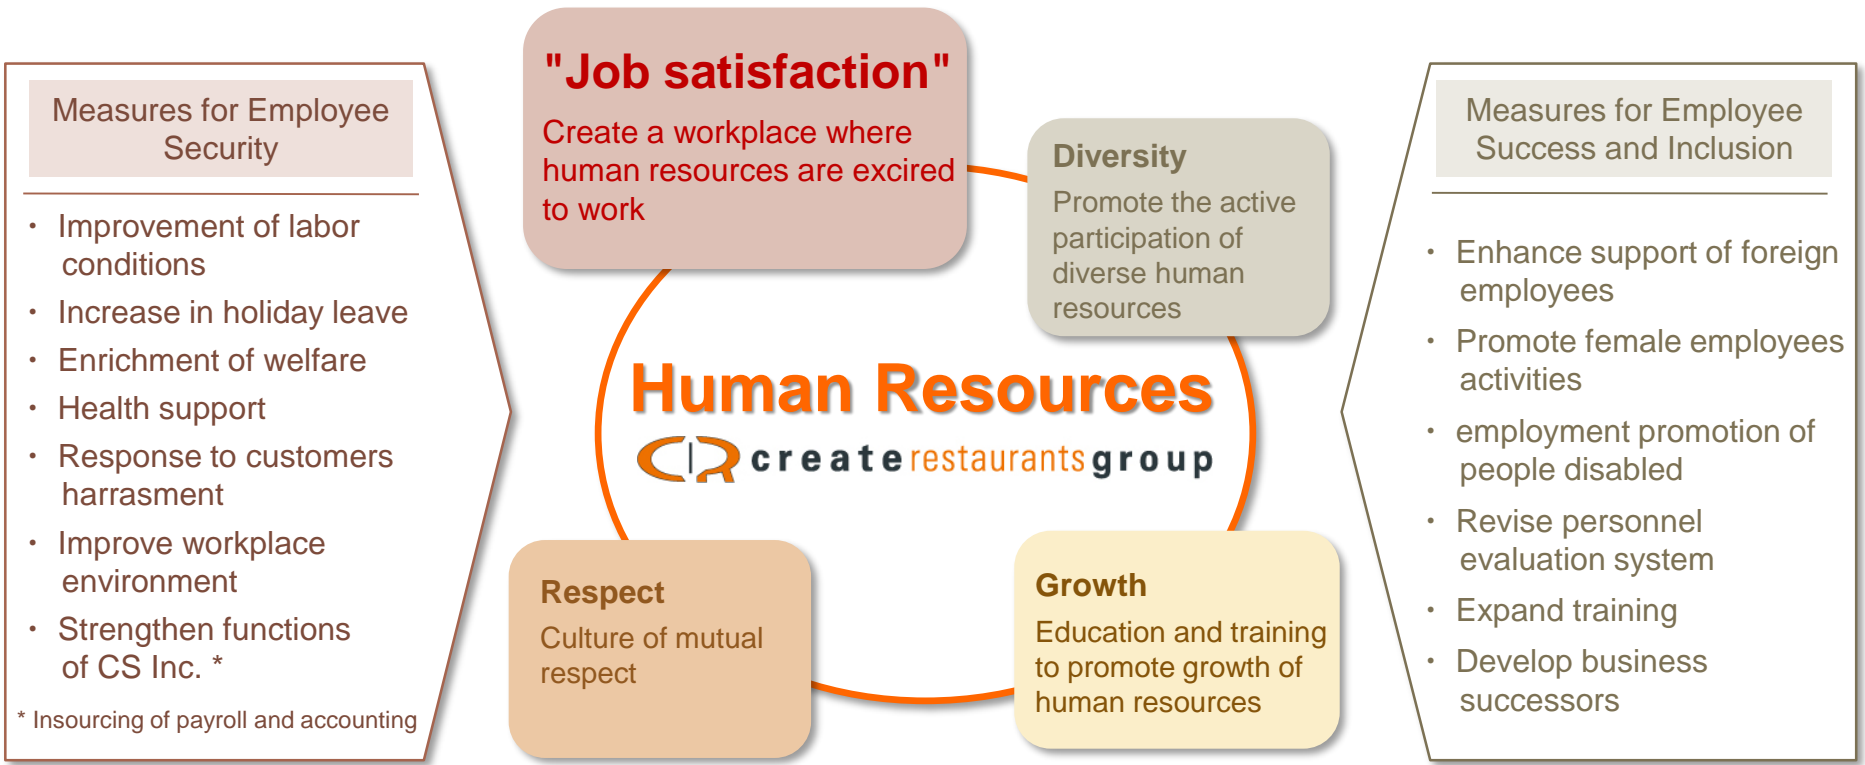 Measures for Employee
Security
・ Improvement of labor
conditions
・ Increase in holiday leave
・ Enrichment of welfare
・ Health support
・ Response to customers
harrasment
・ Improve workplace
environment
・ Strengthen functions
of CS Inc. *
* Insourcing of payroll and accounting
"Job satisfaction"
Create a workplace where
human resources are excired
to work
Diversity
Promote the active
participation of
diverse human
resources
Human Resources
create restaurants group
Respect
Culture of mutual
respect
Growth
Education and training
to promote growth of
human resources
Measures for Employee
Success and Inclusion
・ Enhance support of foreign
employees
・ Promote female employees
activities
・ employment promotion of
people disabled
・ Revise personnel
evaluation system
・ Expand training
・ Develop business
successors